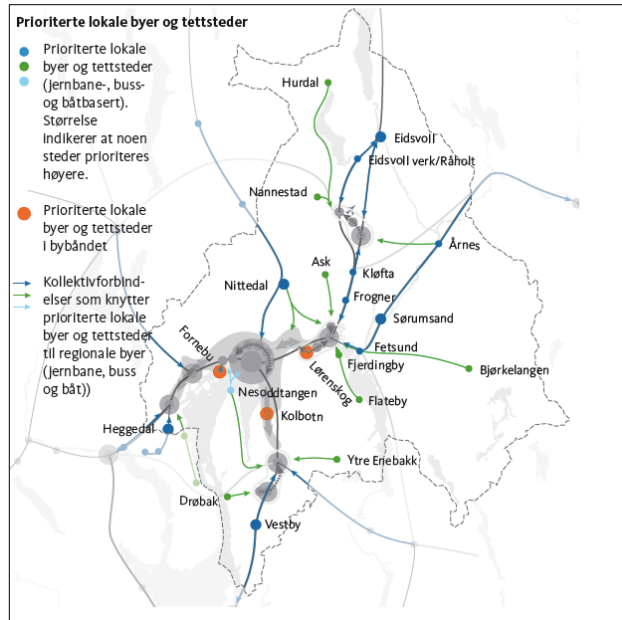 Prioriterte lokale byer og tettsteder
Prioriterte lokale
byer og tettsteder
(Jernbane-, buss-
og båtbasert).
Størrelse
indikerer at noen
steder prioriteres
høyere.
Prioriterte lokale
byer og tettsteder
i bybåndet
Kollektivforbind-
elser som knytter
prioriterte lokale
byer og tettsteder
til regionale byer
(jernbane, buss
og båt))
Hurdal
Eidsvoll
Eidsvoll verk/Råholt
Nannestad
Årnes
Ask
Kløfta
Nittedal
Frogner
Sørumsand
Fornebu
Fetsund
Fjerdingby
Lørenskog
Bjørkelangen
Nesoddtangen
Flateby
Kolbotn
Heggedal
Ytre Enebakk
Drøbak
Vestby